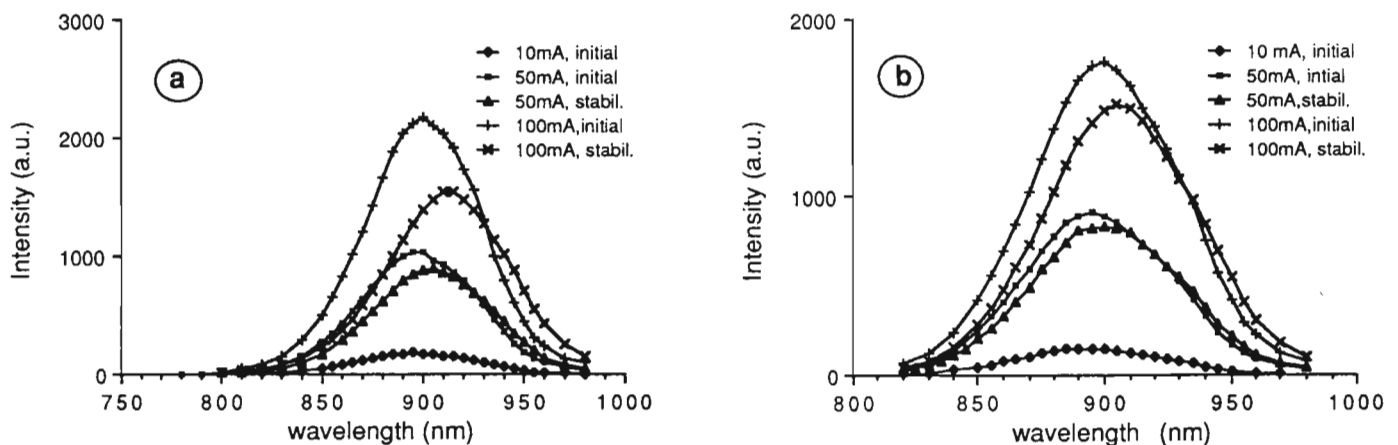 3000
2000
1000
0
Intensity (a.u.)
a
10mA, initial
50mA, initial
50mA, stabil.
100mA,initial
100mA, stabil.
750
800
850
900
950
1000
wavelength (nm)
2000
1000
0
Intensity (a.u.)
b
10 mA, initial
50mA, intial
50mA,stabil.
100mA,initial
100mA, stabil.
800
850
900
950
1000
wavelength (nm)